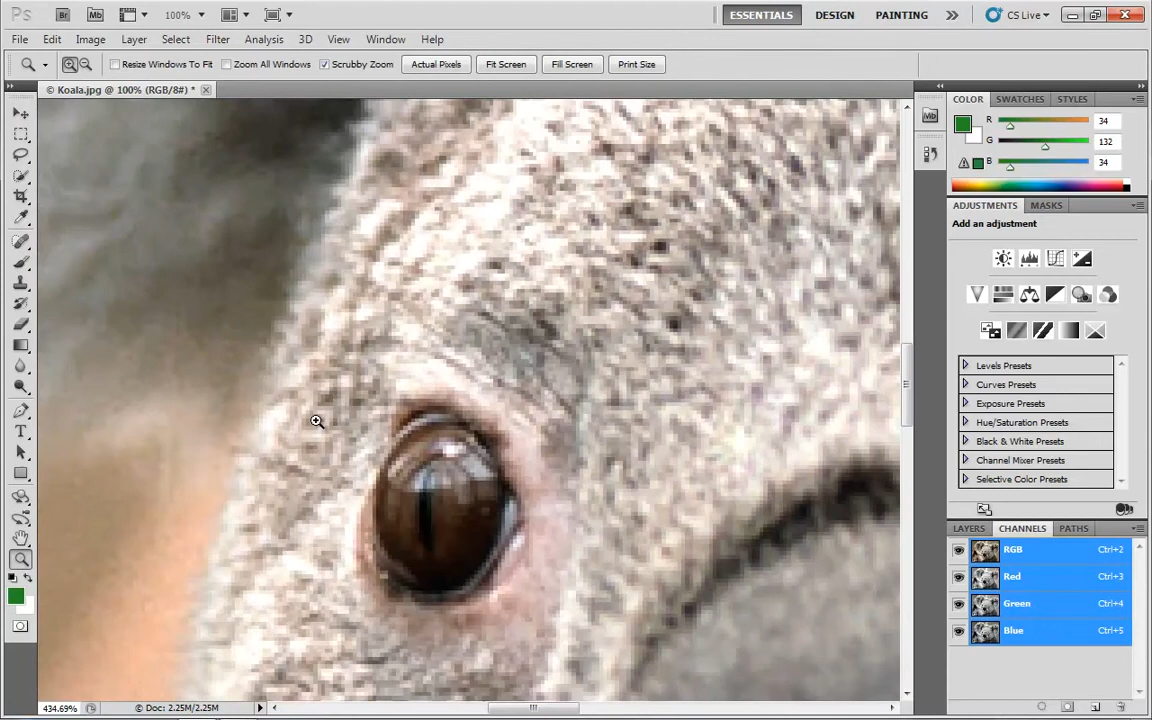 Ps Br Mb 100% ESSENTIALS DESIGN PAINTING CS Live
File Edit Image Layer Select Filter Analysis 3D View Window Help
Resize Windows To Fit Zoom All Windows Scrubby Zoom Actual Pixels Fit Screen Fill Screen Print Size
© Koala.jpg @ 100% (RGB/8#) *
COLOR SWATCHES STYLES
Mb
R 34
G 132
B 34
ADJUSTMENTS MASKS
Add an adjustment
Levels Presets
Curves Presets
Exposure Presets
Hue/Saturation Presets
Black & White Presets
Channel Mixer Presets
Selective Color Presets
LAYERS CHANNELS PATHS
RGB Ctrl+2
Red Ctrl+3
Green Ctrl+4
Blue Ctrl+5
T
434.69% © Doc: 2.25M/2.25M